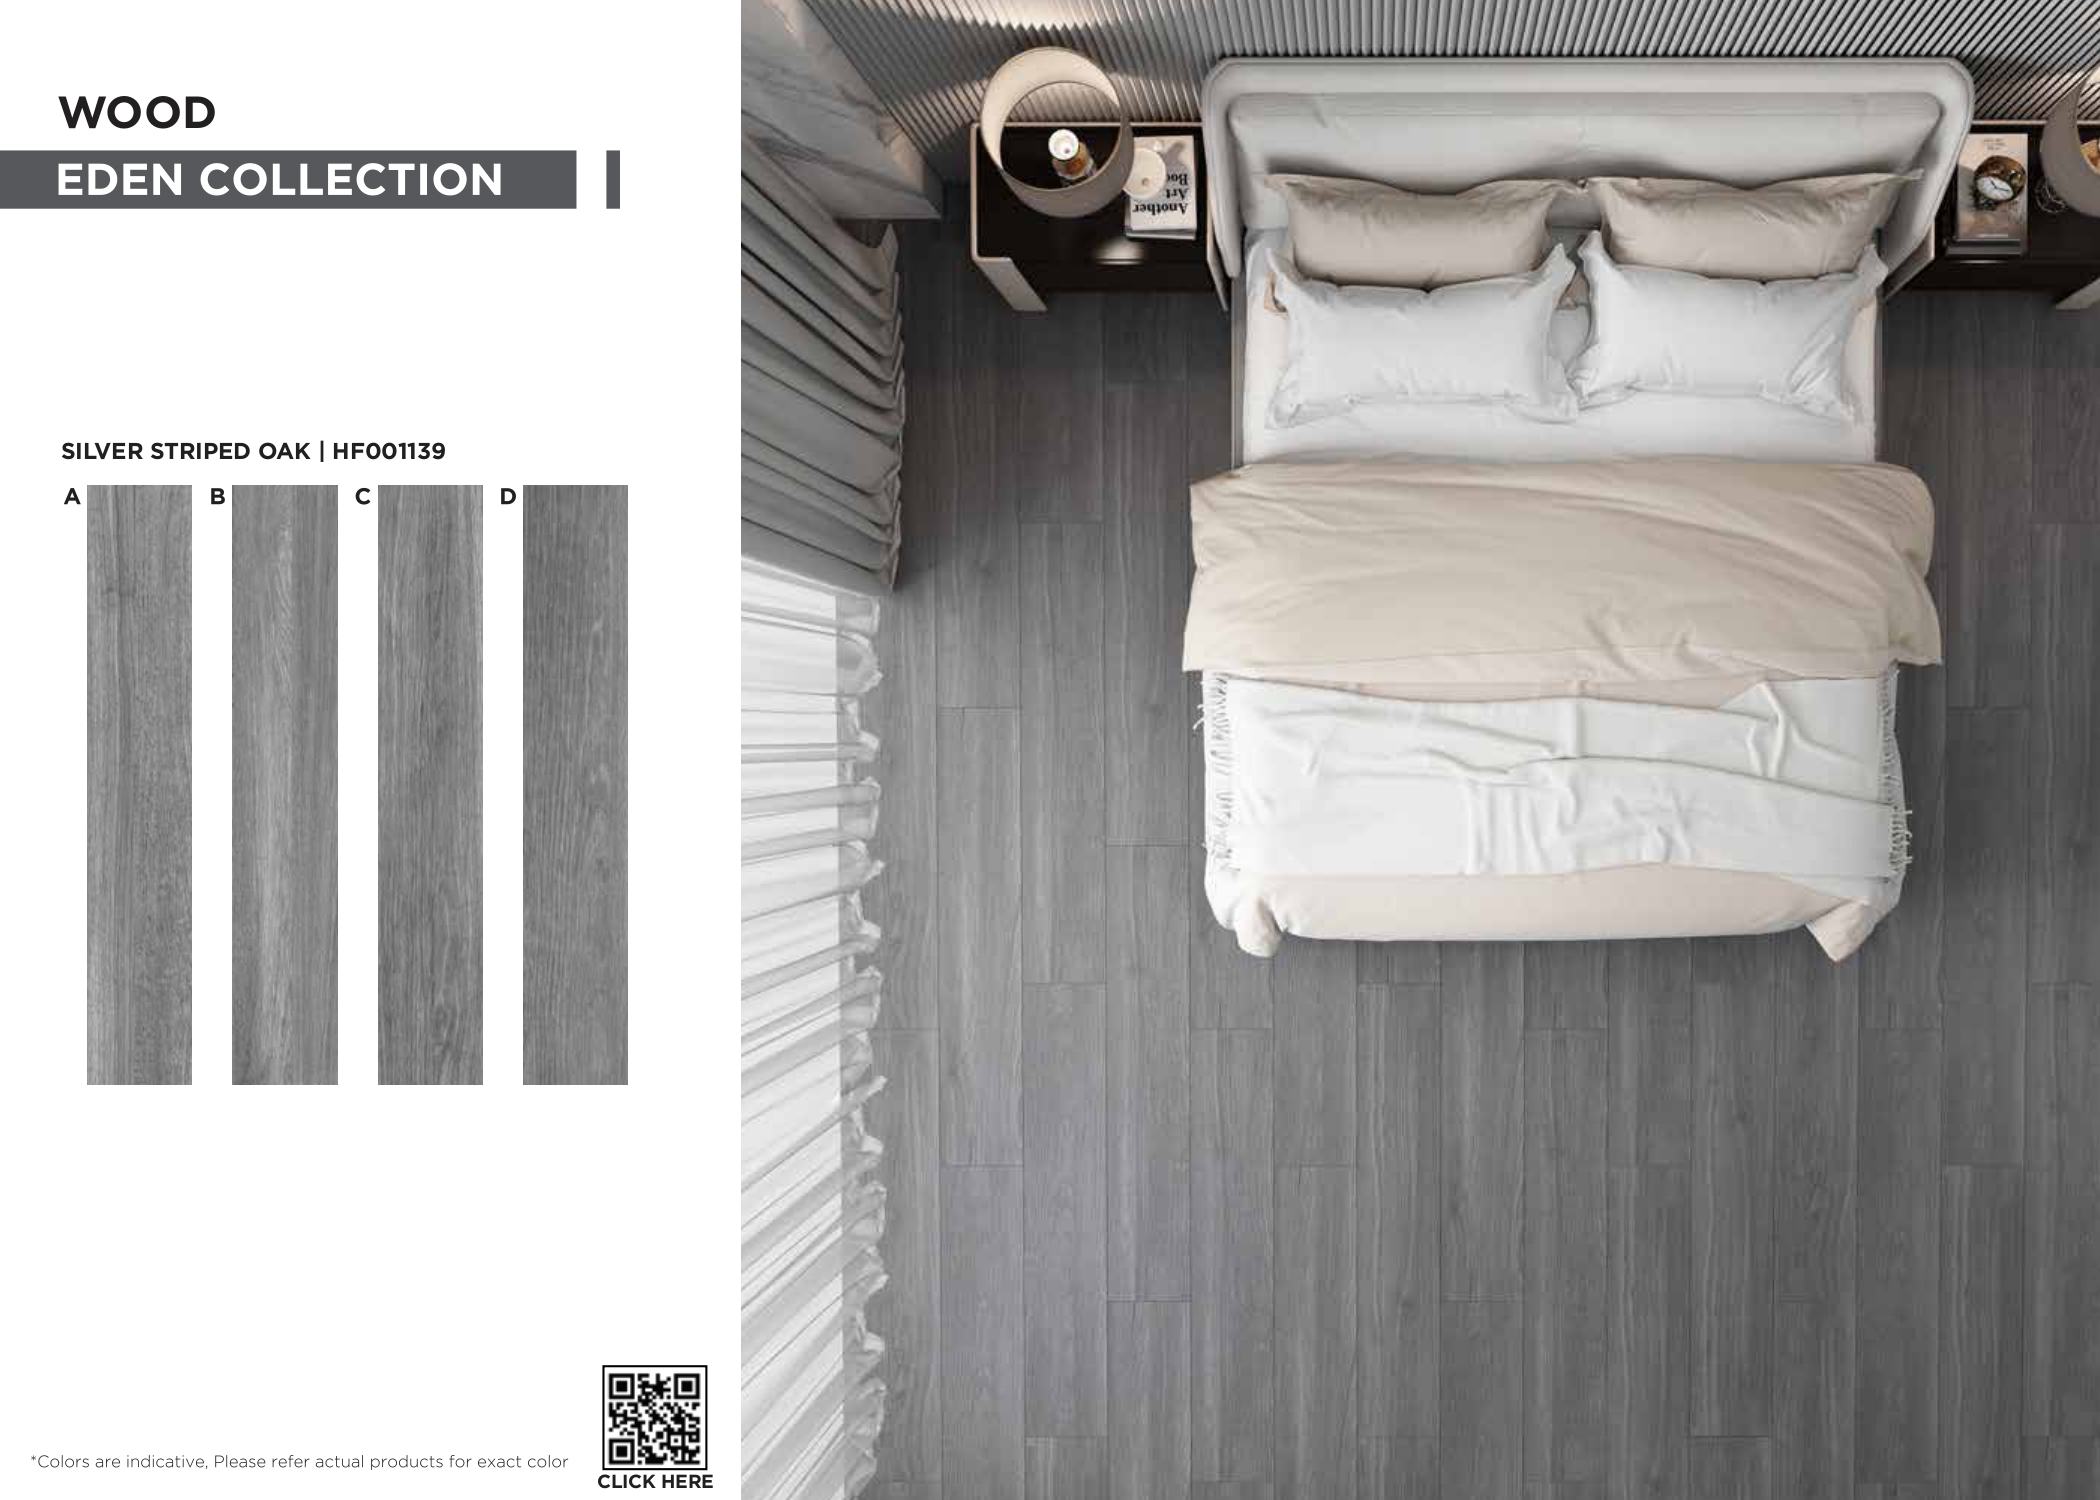 WOOD
EDEN COLLECTION
SILVER STRIPED OAK | HF001139
A
B
C
D
Another
Art
*Colors are indicative, Please refer actual products for exact color
CLICK HERE